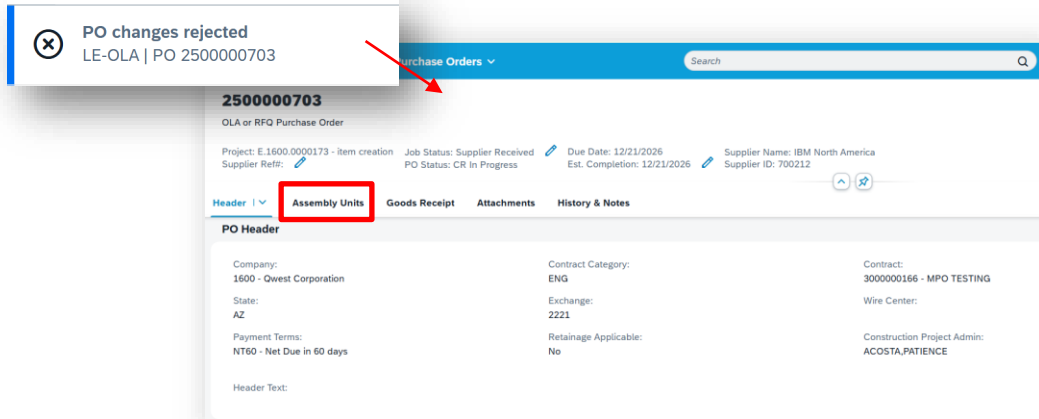 PO changes rejected
LE-OLA | PO 2500000703
urchase Orders
Search
2500000703
OLA or RFQ Purchase Order
Project: E.1600.0000173 - item creation
Supplier Ref#:
Job Status: Supplier Received
PO Status: CR In Progress
Due Date: 12/21/2026
Est. Completion: 12/21/2026
Supplier Name: IBM North America
Supplier ID: 700212
Header | Assembly Units Goods Receipt Attachments History & Notes
PO Header
Company: Contract Category: Contract:
1600 - Qwest Corporation ENG 3000000166 - MPO TESTING
State: Exchange: Wire Center:
AZ 2221
Payment Terms: Retainage Applicable: Construction Project Admin:
NT60 - Net Due in 60 days No ACOSTA,PATIENCE
Header Text: